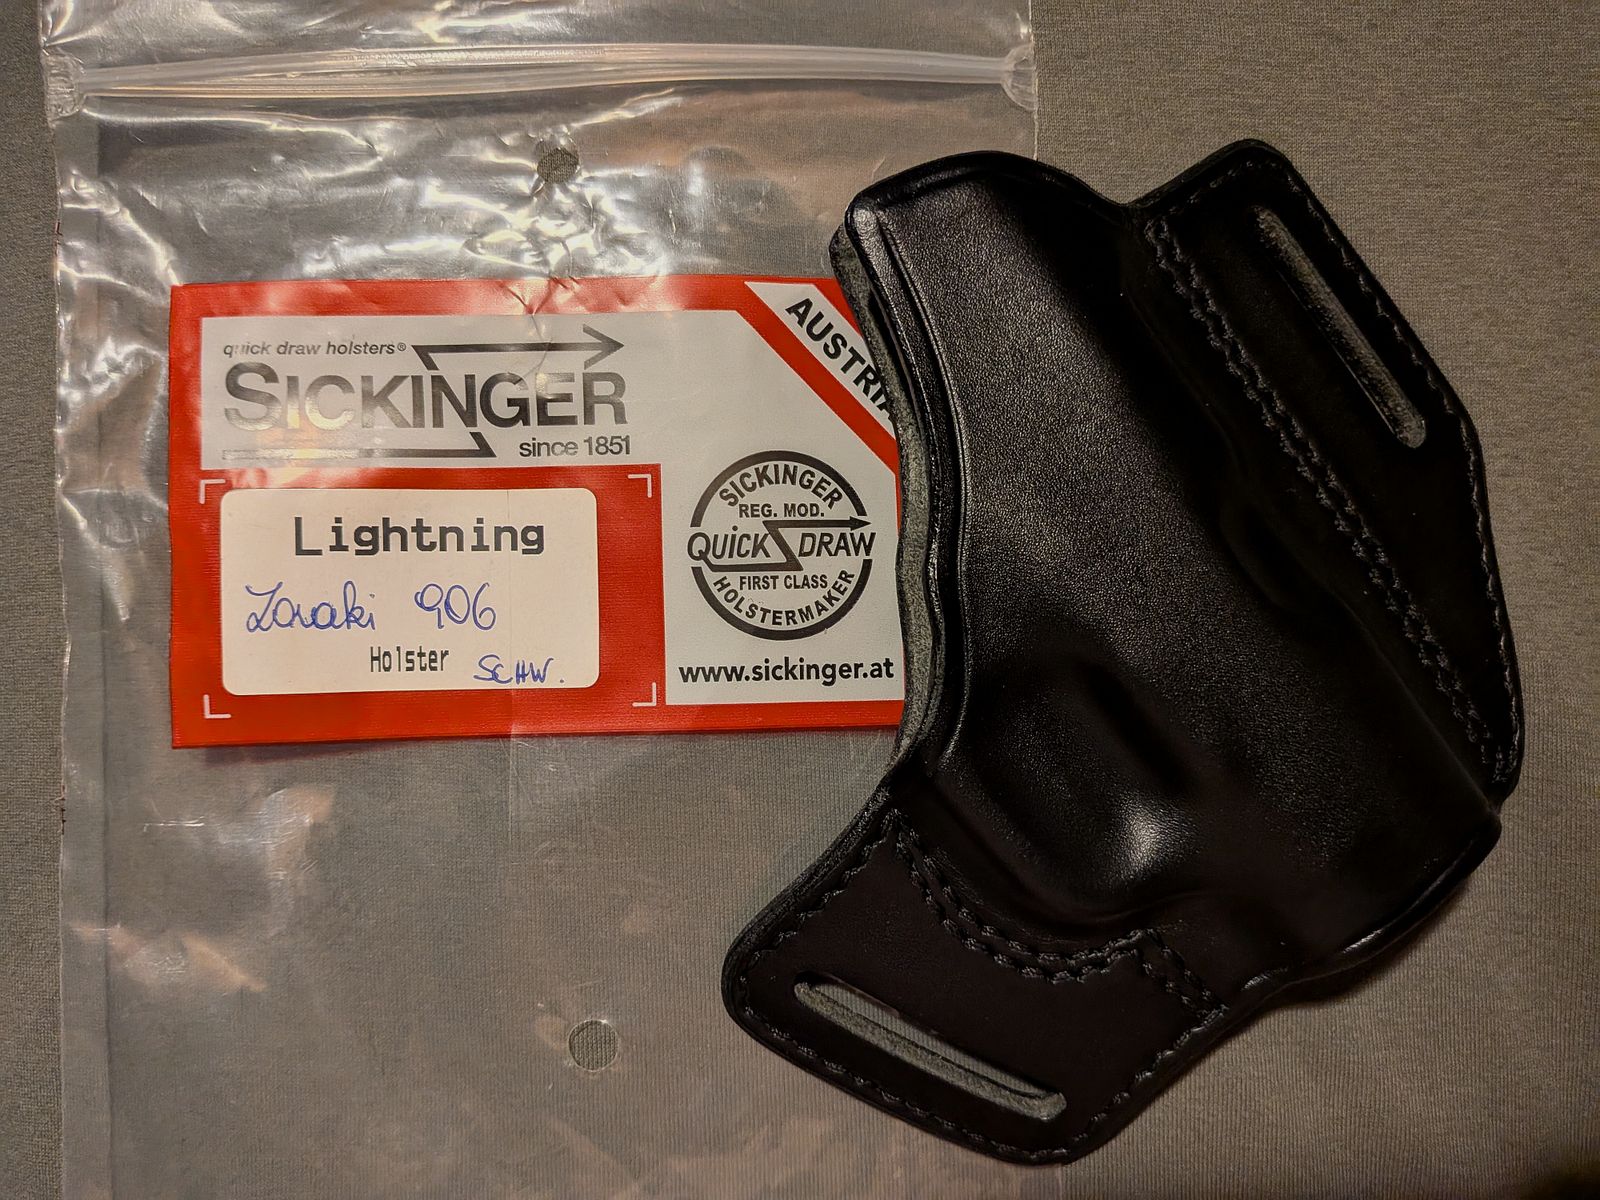 quick draw holsters®
SICKINGER
since 1851
AUSTRIA
Lightning
Zoraki 906
Holster SCHW.
SICKINGER
REG. MOD.
QUICK DRAW
FIRST CLASS
HOLSTERMAKER
www.sickinger.at